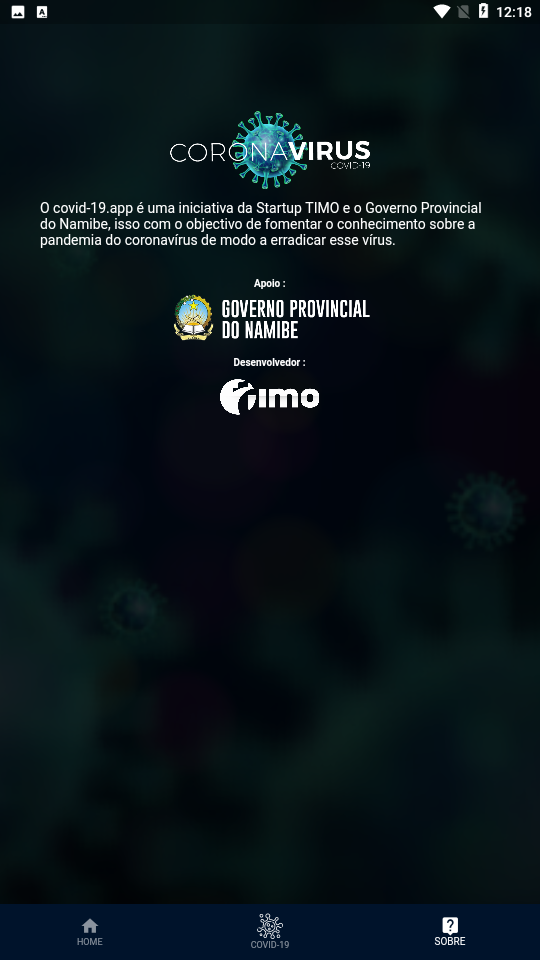 12:18
CORONAVIRUS
COVID-19
O covid-19.app é uma iniciativa da Startup TIMO e o Governo Provincial
do Namibe, isso com o objectivo de fomentar o conhecimento sobre a
pandemia do coronavírus de modo a erradicar esse vírus.
Apoio :
GOVERNO PROVINCIAL
DO NAMIBE
Desenvolvedor :
TIMO
HOME
COVID-19
SOBRE